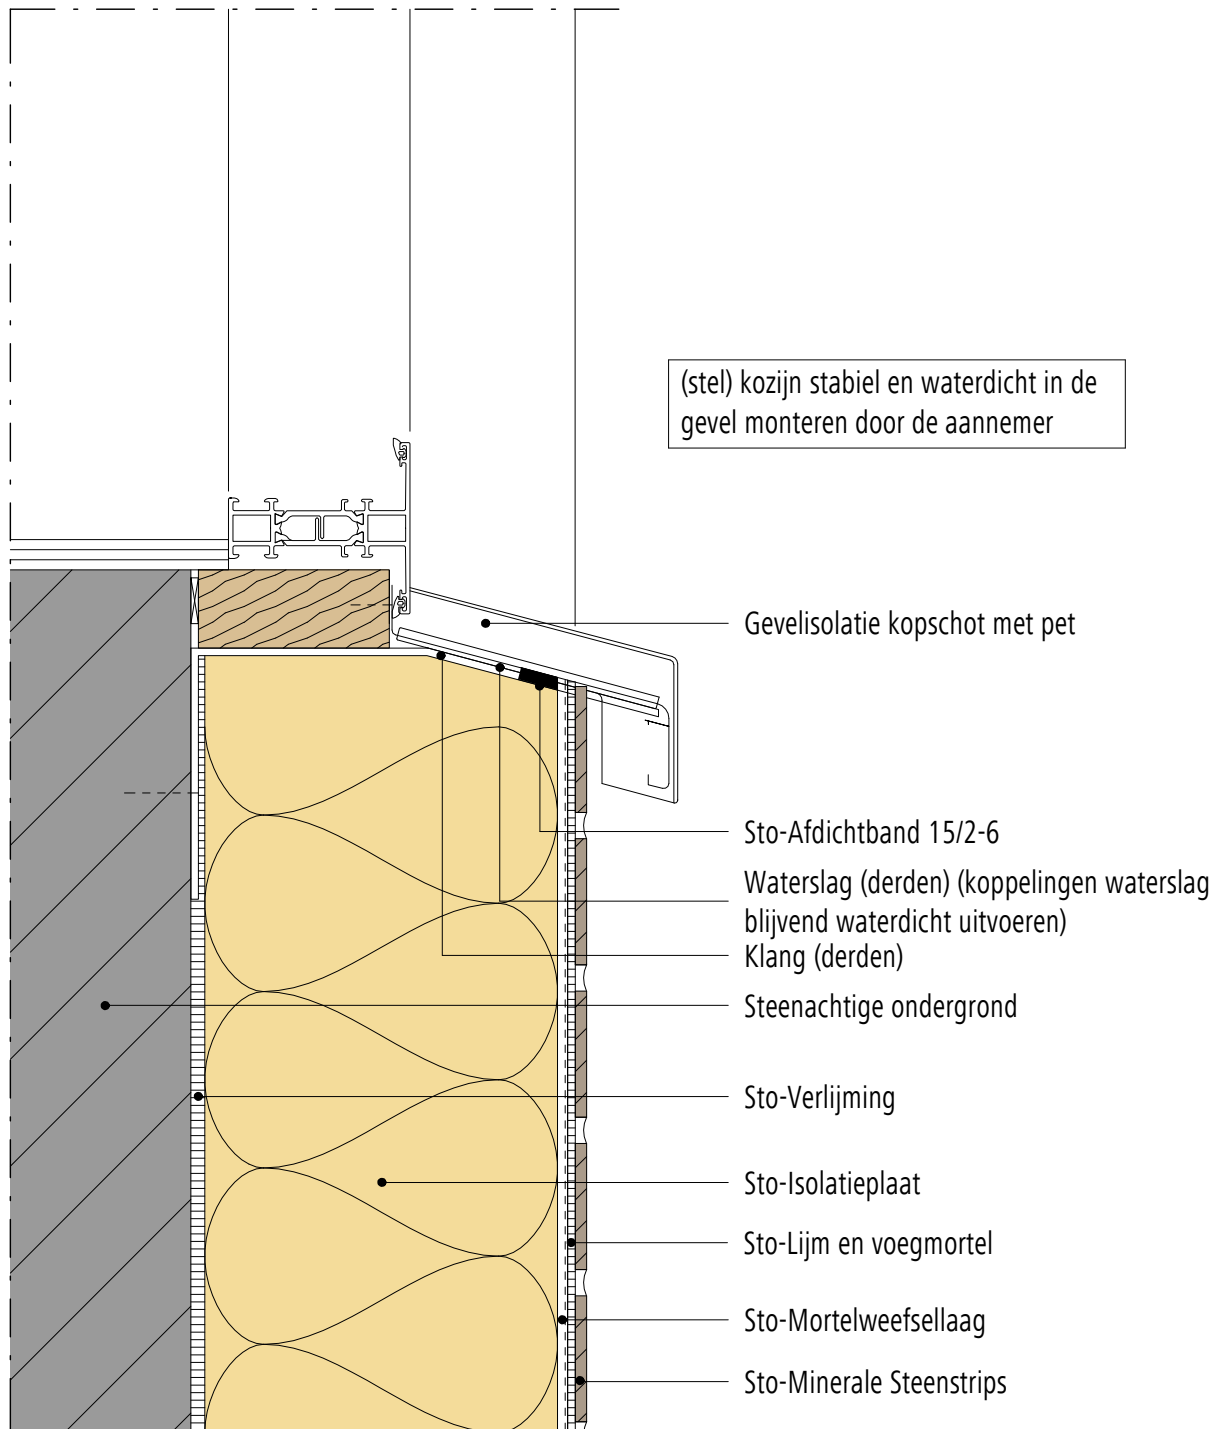 (stel) kozijn stabiel en waterdicht in de
gevel monteren door de aannemer
Gevelisolatie kopschot met pet
Sto-Afdichtband 15/2-6
Waterslag (derden) (koppelingen waterslag
blijvend waterdicht uitvoeren)
Klang (derden)
Steenachtige ondergrond
Sto-Verlijming
Sto-Isolatieplaat
Sto-Lijm en voegmortel
Sto-Mortelweefsellaag
Sto-Minerale Steenstrips